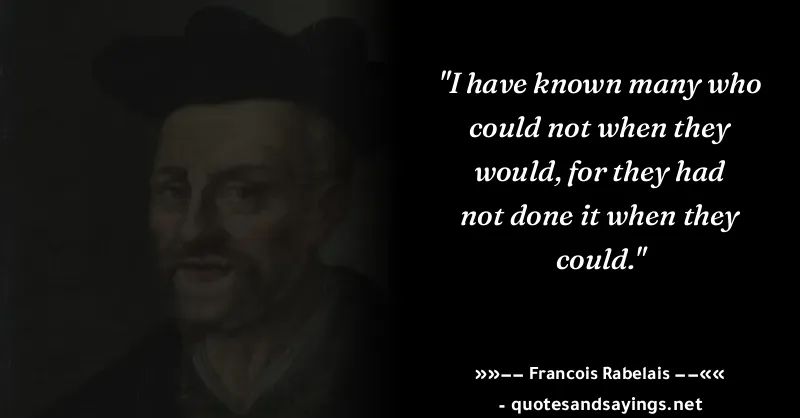 "I have known many who
could not when they
would, for they had
not done it when they
could."
»»−− Francois Rabelais −−««
- quotesandsayings.net